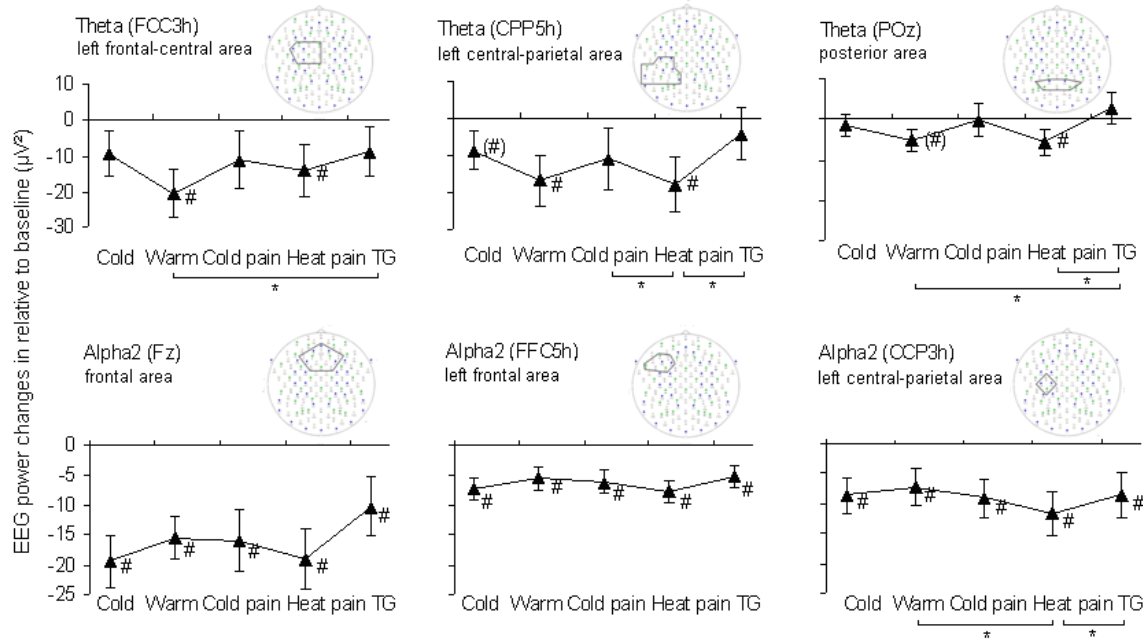 Theta (FCC3h)
left frontal-central area
Theta (CPP5h)
left central-parietal area
Theta (POz)
posterior area
EEG power changes in relative to baseline (µV²)
10
0
-10
-20
-30
#
#
(#)
#
#
(#)
#
Cold Warm Cold pain Heat pain TG
*
Cold Warm Cold pain Heat pain TG
* *
Cold Warm Cold pain Heat pain TG
*
*
Alpha2 (Fz)
frontal area
Alpha2 (FFC5h)
left frontal area
Alpha2 (CCP3h)
left central-parietal area
0
-5
-10
-15
-20
-25
# # # # #
# # # # #
# # # # #
Cold Warm Cold pain Heat pain TG
Cold Warm Cold pain Heat pain TG
Cold Warm Cold pain Heat pain TG
* *